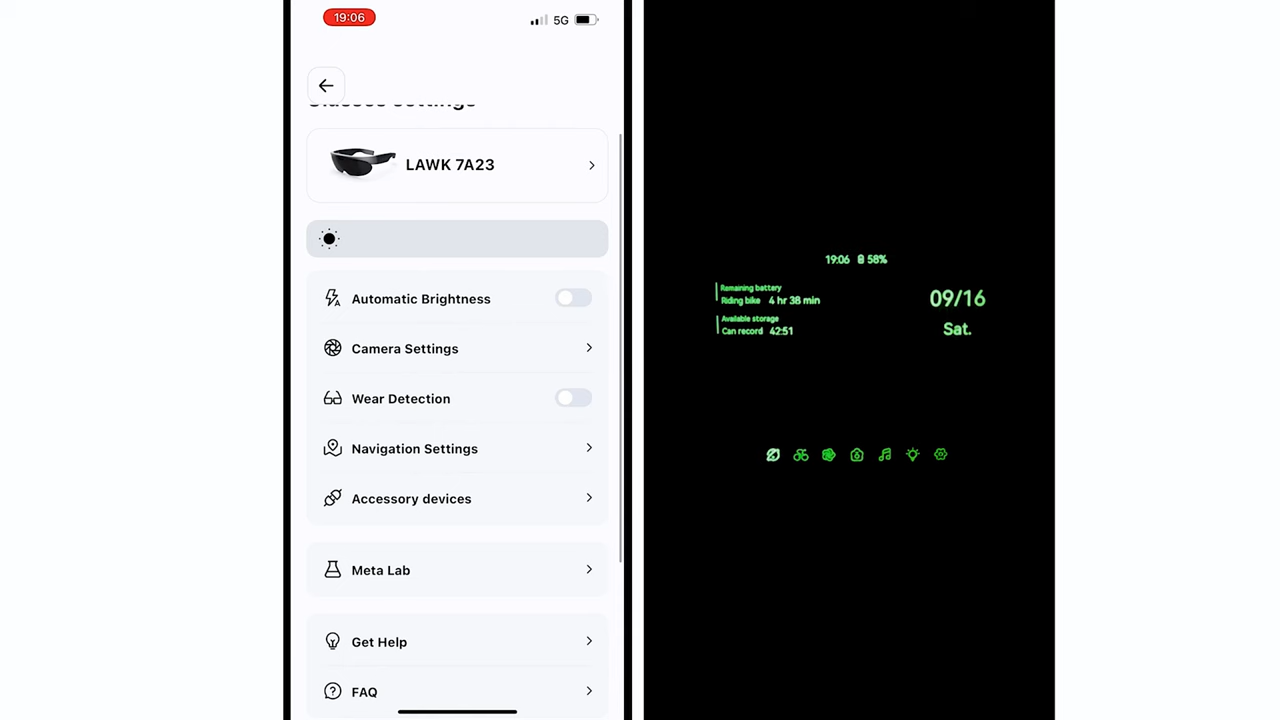 19:06
5G
Glasses settings
LAWK 7A23
Automatic Brightness
Camera Settings
Wear Detection
Navigation Settings
Accessory devices
Meta Lab
Get Help
FAQ
19:06 58%
Remaining battery
Riding bike 4 hr 38 min
Available storage
Can record 42:51
09/16
Sat.